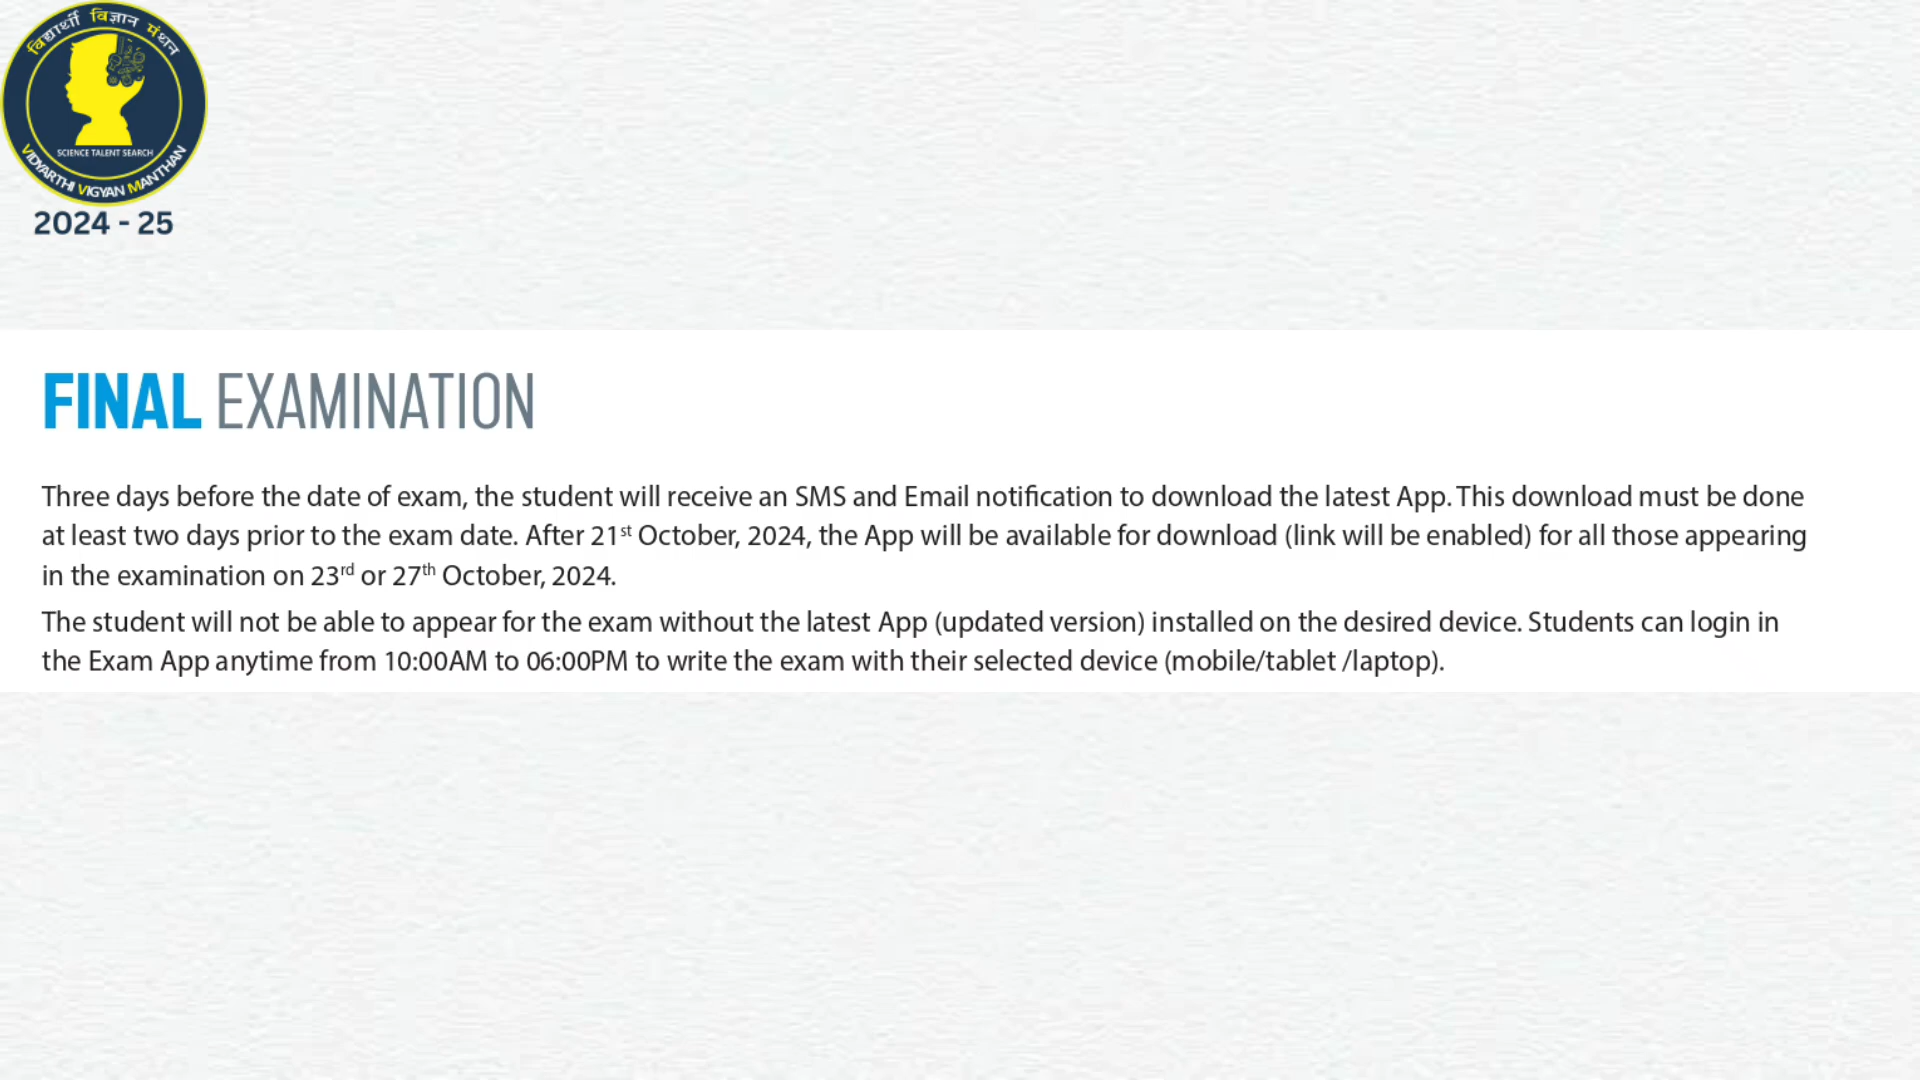 विद्यार्थी विज्ञान मंथन
SCIENCE TALENT SEARCH
VIDYARTHI VIGYAN MANTHAN
2024 - 25
FINAL EXAMINATION
Three days before the date of exam, the student will receive an SMS and Email notification to download the latest App. This download must be done
at least two days prior to the exam date. After 21st October, 2024, the App will be available for download (link will be enabled) for all those appearing
in the examination on 23rd or 27th October, 2024.
The student will not be able to appear for the exam without the latest App (updated version) installed on the desired device. Students can login in
the Exam App anytime from 10:00AM to 06:00PM to write the exam with their selected device (mobile/tablet /laptop).